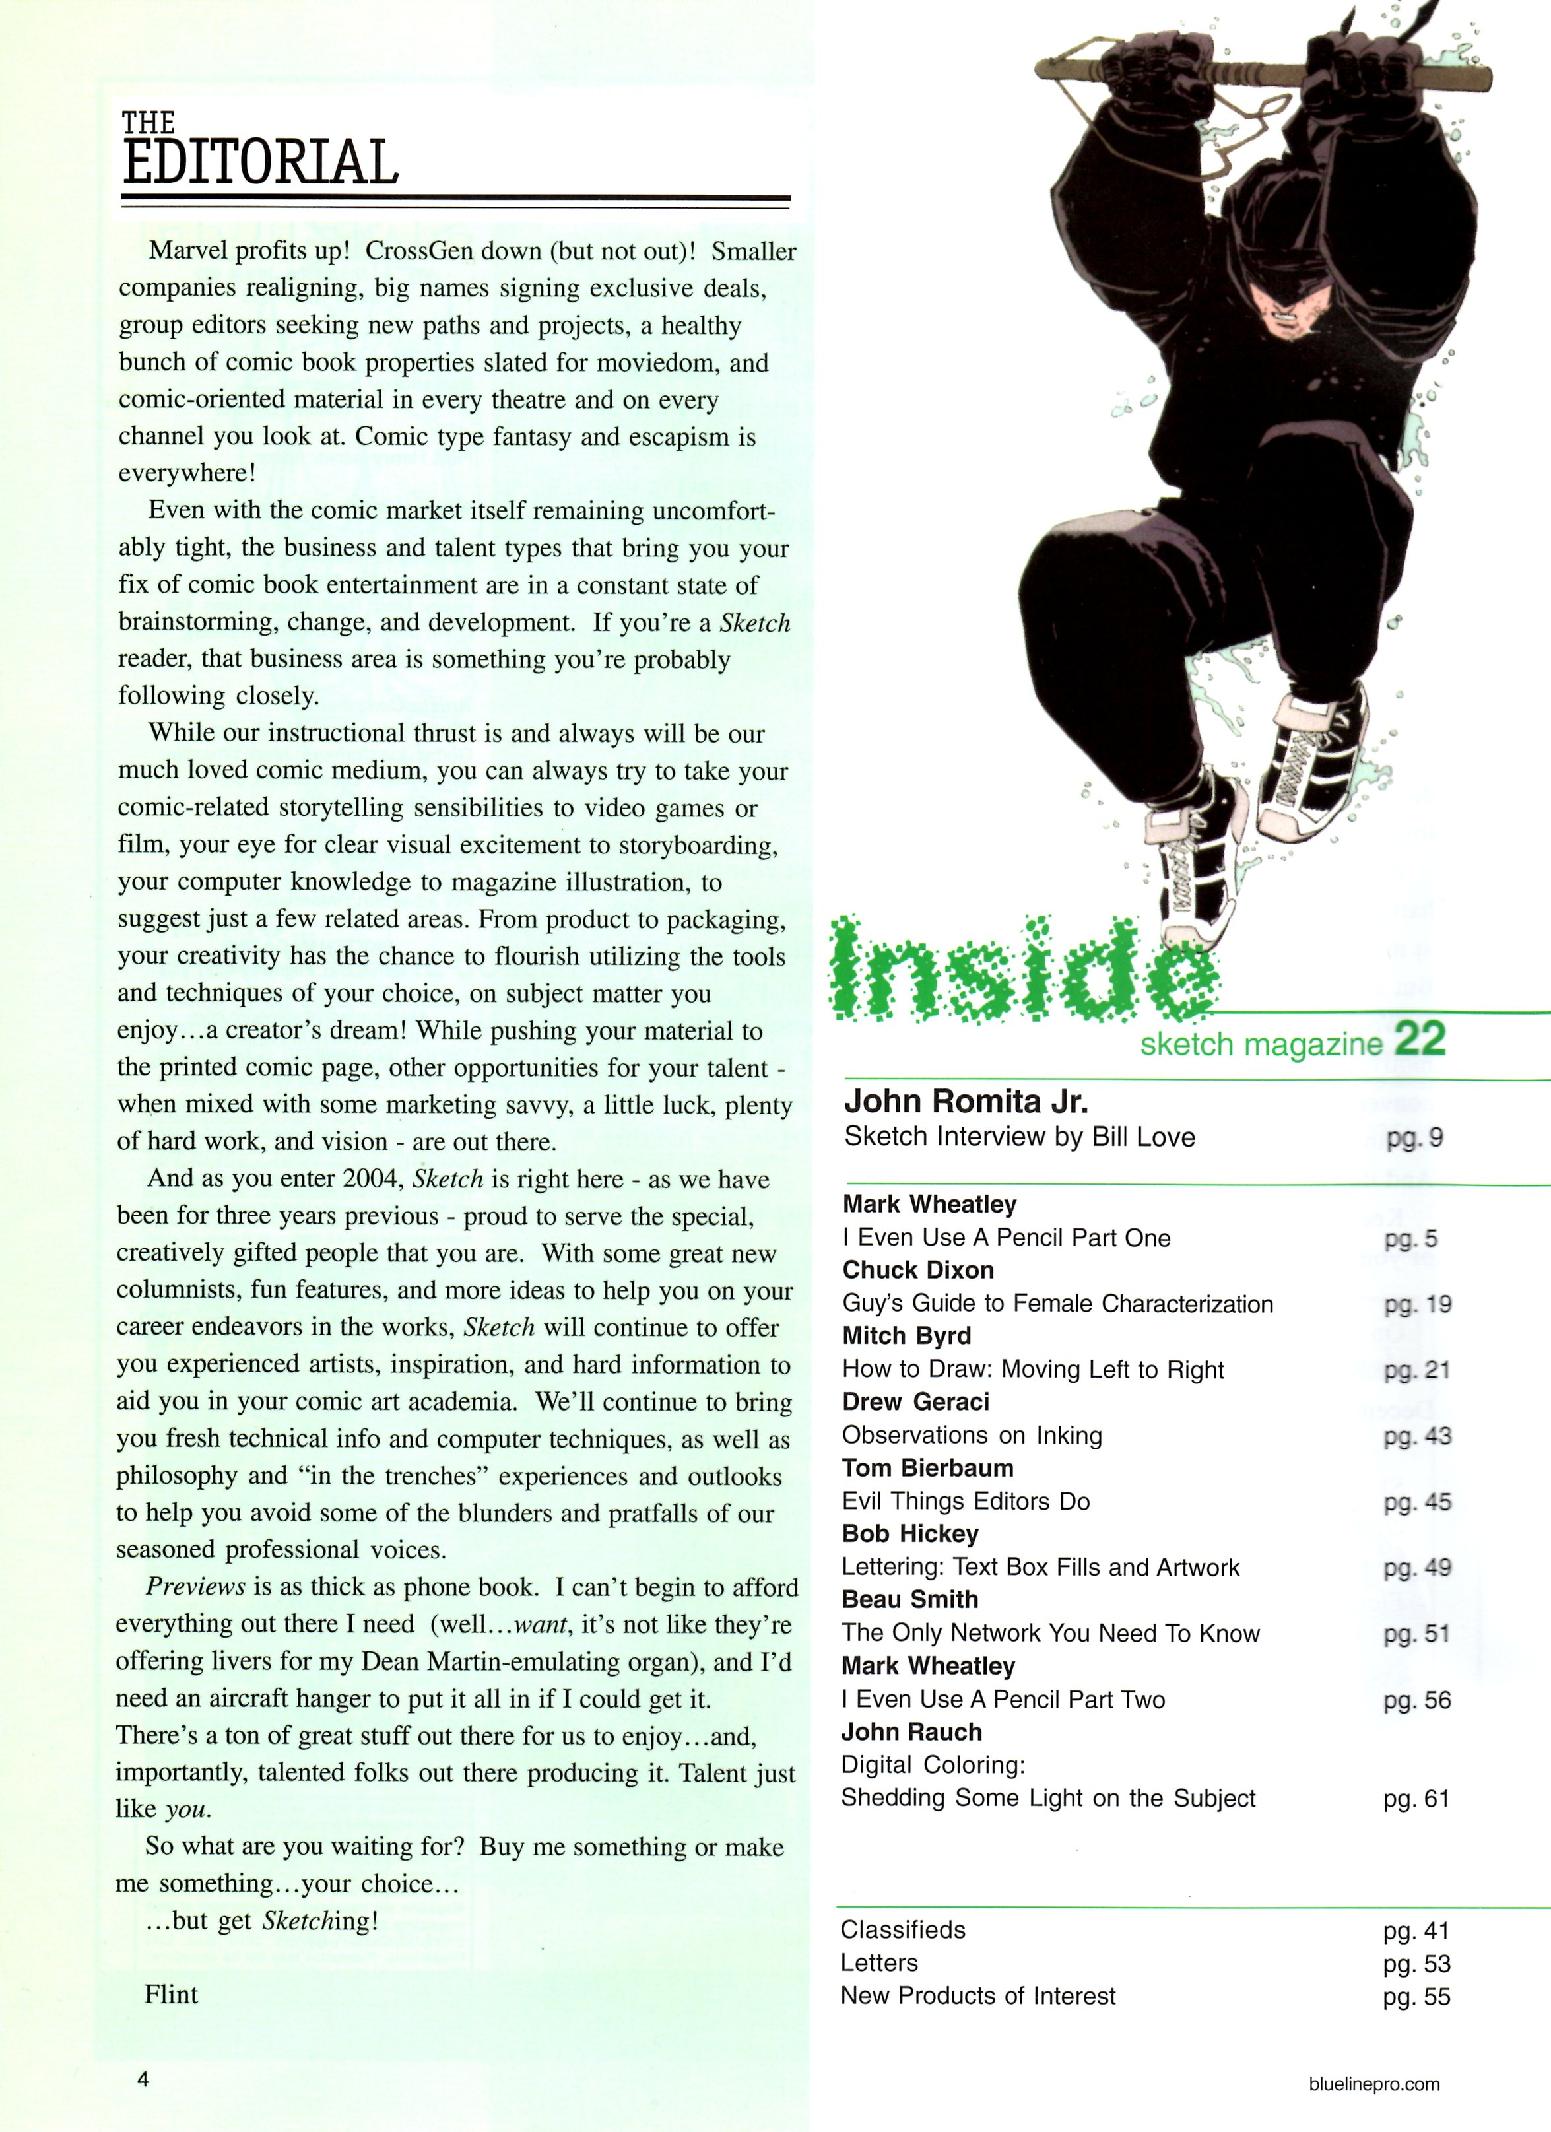 THE
EDITORIAL
Marvel profits up! CrossGen down (but not out)! Smaller
companies realigning, big names signing exclusive deals,
group editors seeking new paths and projects, a healthy
bunch of comic book properties slated for moviedom, and
comic-oriented material in every theatre and on every
channel you look at. Comic type fantasy and escapism is
everywhere!
Even with the comic market itself remaining uncomfort-
ably tight, the business and talent types that bring you your
fix of comic book entertainment are in a constant state of
brainstorming, change, and development. If you're a Sketch
reader, that business area is something you're probably
following closely.
While our instructional thrust is and always will be our
much loved comic medium, you can always try to take your
comic-related storytelling sensibilities to video games or
film, your eye for clear visual excitement to storyboarding,
your computer knowledge to magazine illustration, to
suggest just a few related areas. From product to packaging,
your creativity has the chance to flourish utilizing the tools
and techniques of your choice, on subject matter you
enjoy...a creator's dream! While pushing your material to
the printed comic page, other opportunities for your talent -
when mixed with some marketing savvy, a little luck, plenty
of hard work, and vision - are out there.
And as you enter 2004, Sketch is right here - as we have
been for three years previous - proud to serve the special,
creatively gifted people that you are. With some great new
columnists, fun features, and more ideas to help you on your
career endeavors in the works, Sketch will continue to offer
you experienced artists, inspiration, and hard information to
aid you in your comic art academia. We'll continue to bring
you fresh technical info and computer techniques, as well as
philosophy and "in the trenches" experiences and outlooks
to help you avoid some of the blunders and pratfalls of our
seasoned professional voices.
Previews is as thick as phone book. I can't begin to afford
everything out there I need (well...want, it's not like they're
offering livers for my Dean Martin-emulating organ), and I'd
need an aircraft hanger to put it all in if I could get it.
There's a ton of great stuff out there for us to enjoy...and,
importantly, talented folks out there producing it. Talent just
like you.
So what are you waiting for? Buy me something or make
me something...your choice...
...but get Sketching!
Flint
4
Inside
sketch magazine 22
John Romita Jr.
Sketch Interview by Bill Love pg. 9
Mark Wheatley
I Even Use A Pencil Part One pg. 5
Chuck Dixon
Guy's Guide to Female Characterization pg. 19
Mitch Byrd
How to Draw: Moving Left to Right pg. 21
Drew Geraci
Observations on Inking pg. 43
Tom Bierbaum
Evil Things Editors Do pg. 45
Bob Hickey
Lettering: Text Box Fills and Artwork pg. 49
Beau Smith
The Only Network You Need To Know pg. 51
Mark Wheatley
I Even Use A Pencil Part Two pg. 56
John Rauch
Digital Coloring:
Shedding Some Light on the Subject pg. 61
Classifieds pg. 41
Letters pg. 53
New Products of Interest pg. 55
bluelinepro.com